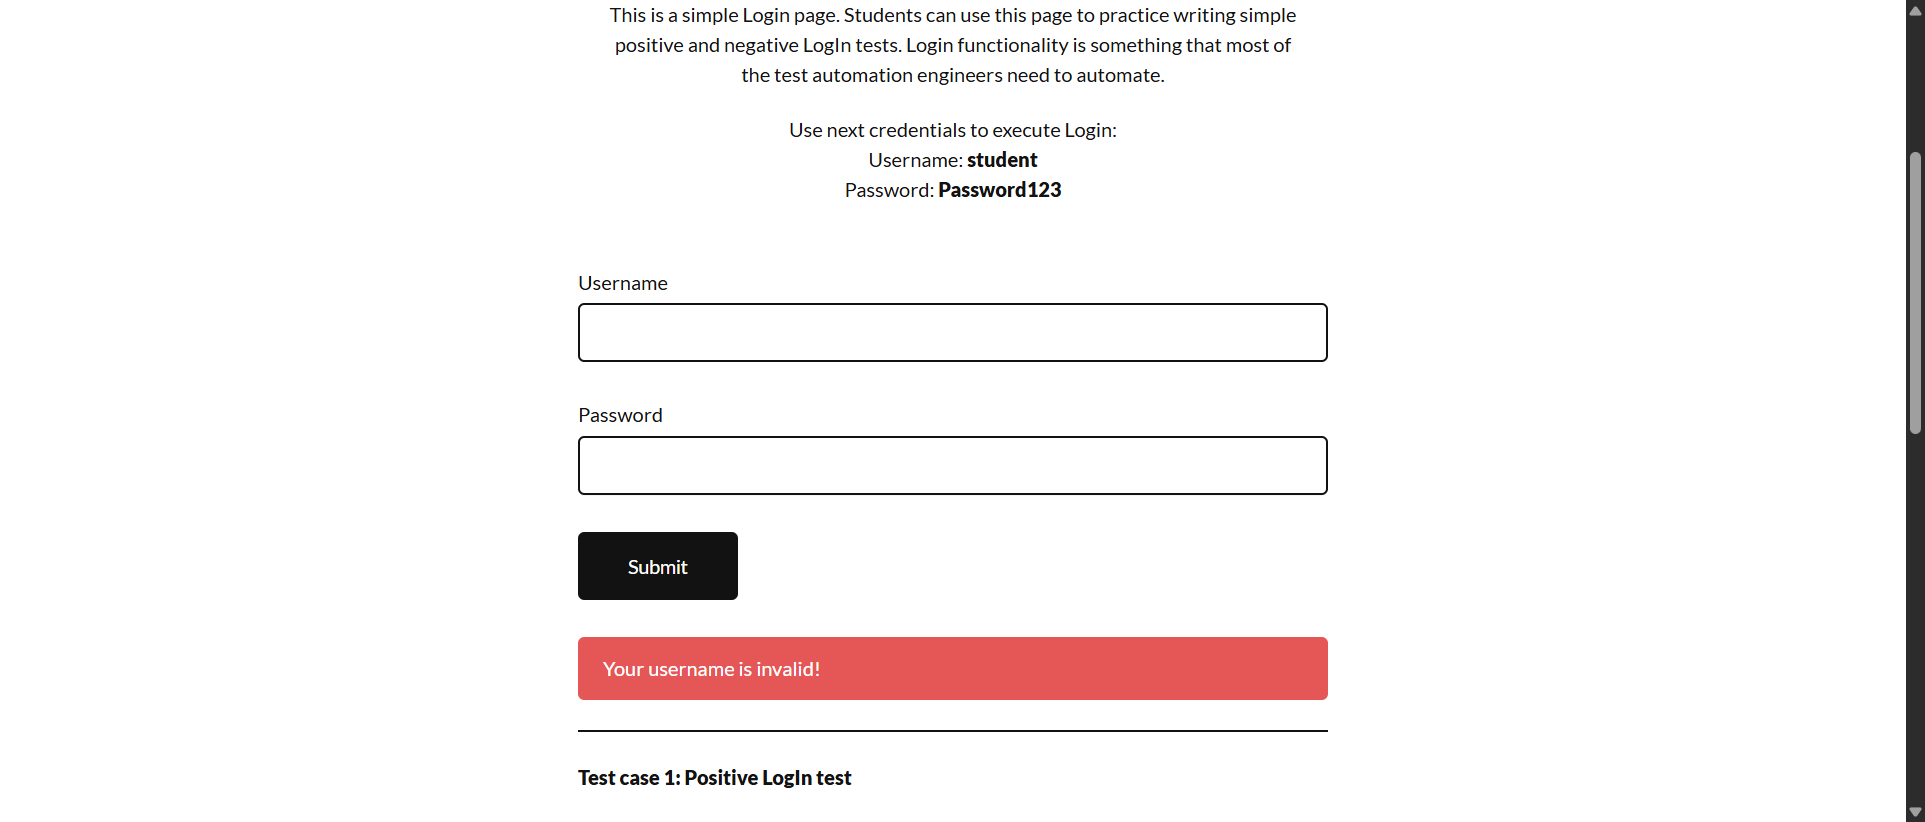 This is a simple Login page. Students can use this page to practice writing simple
positive and negative LogIn tests. Login functionality is something that most of
the test automation engineers need to automate.
Use next credentials to execute Login:
Username: student
Password: Password123
Username
Password
Submit
Your username is invalid!
Test case 1: Positive LogIn test